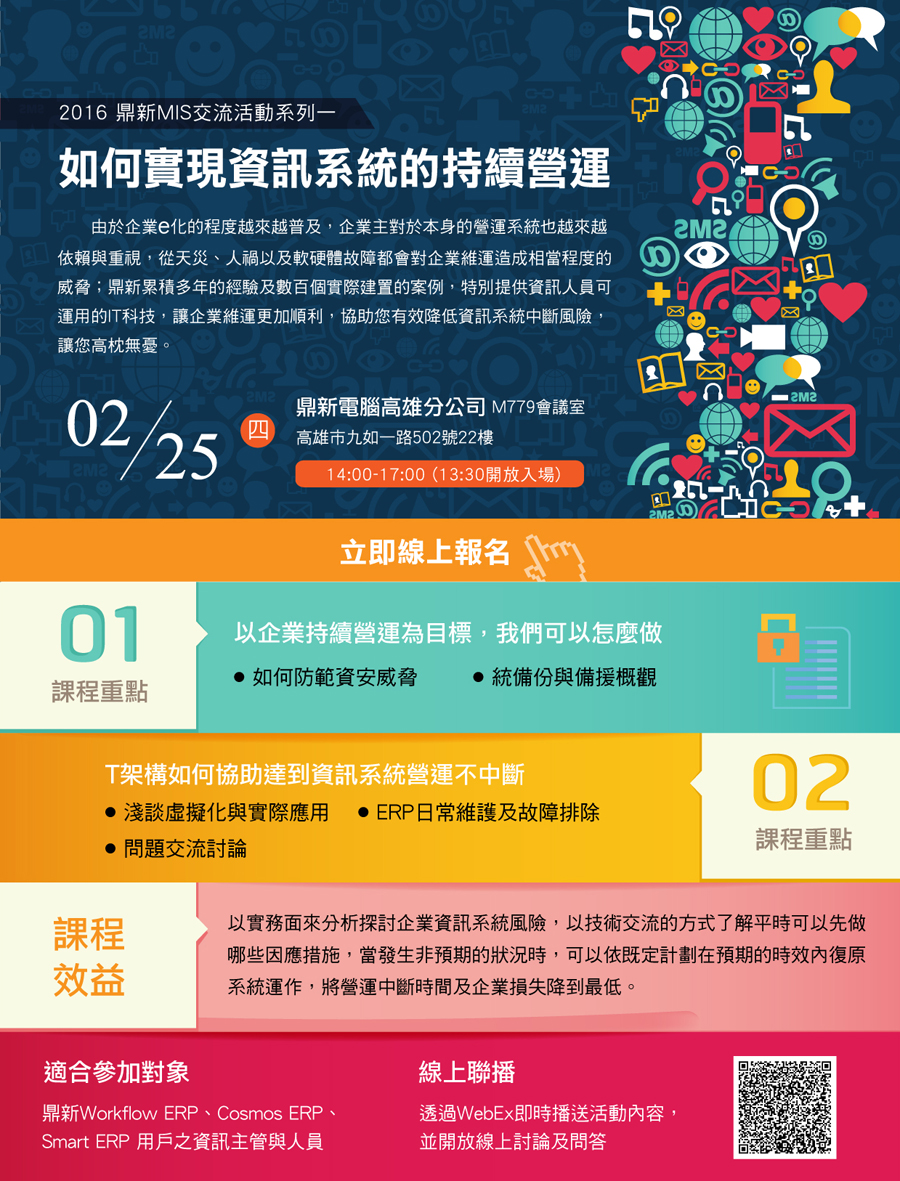 2016 鼎新MIS交流活動系列一
如何實現資訊系統的持續營運
由於企業e化的程度越來越普及，企業主對於本身的營運系統也越來越
依賴與重視，從天災、人禍以及軟硬體故障都會對企業維運造成相當程度的
威脅；鼎新累積多年的經驗及數百個實際建置的案例，特別提供資訊人員可
運用的IT科技，讓企業維運更加順利，協助您有效降低資訊系統中斷風險，
讓您高枕無憂。
02/25
四
鼎新電腦高雄分公司 M779會議室
高雄市九如一路502號22樓
14:00-17:00 (13:30開放入場)
SMS
SMS
SMS
立即線上報名
01
課程重點
以企業持續營運為目標，我們可以怎麼做
● 如何防範資安威脅
● 統備份與備援概觀
T架構如何協助達到資訊系統營運不中斷
● 淺談虛擬化與實際應用
● ERP日常維護及故障排除
● 問題交流討論
02
課程重點
課程
效益
以實務面來分析探討企業資訊系統風險，以技術交流的方式了解平時可以先做
哪些因應措施，當發生非預期的狀況時，可以依既定計劃在預期的時效內復原
系統運作，將營運中斷時間及企業損失降到最低。
適合參加對象
鼎新Workflow ERP、Cosmos ERP、
Smart ERP 用戶之資訊主管與人員
線上聯播
透過WebEx即時播送活動內容，
並開放線上討論及問答